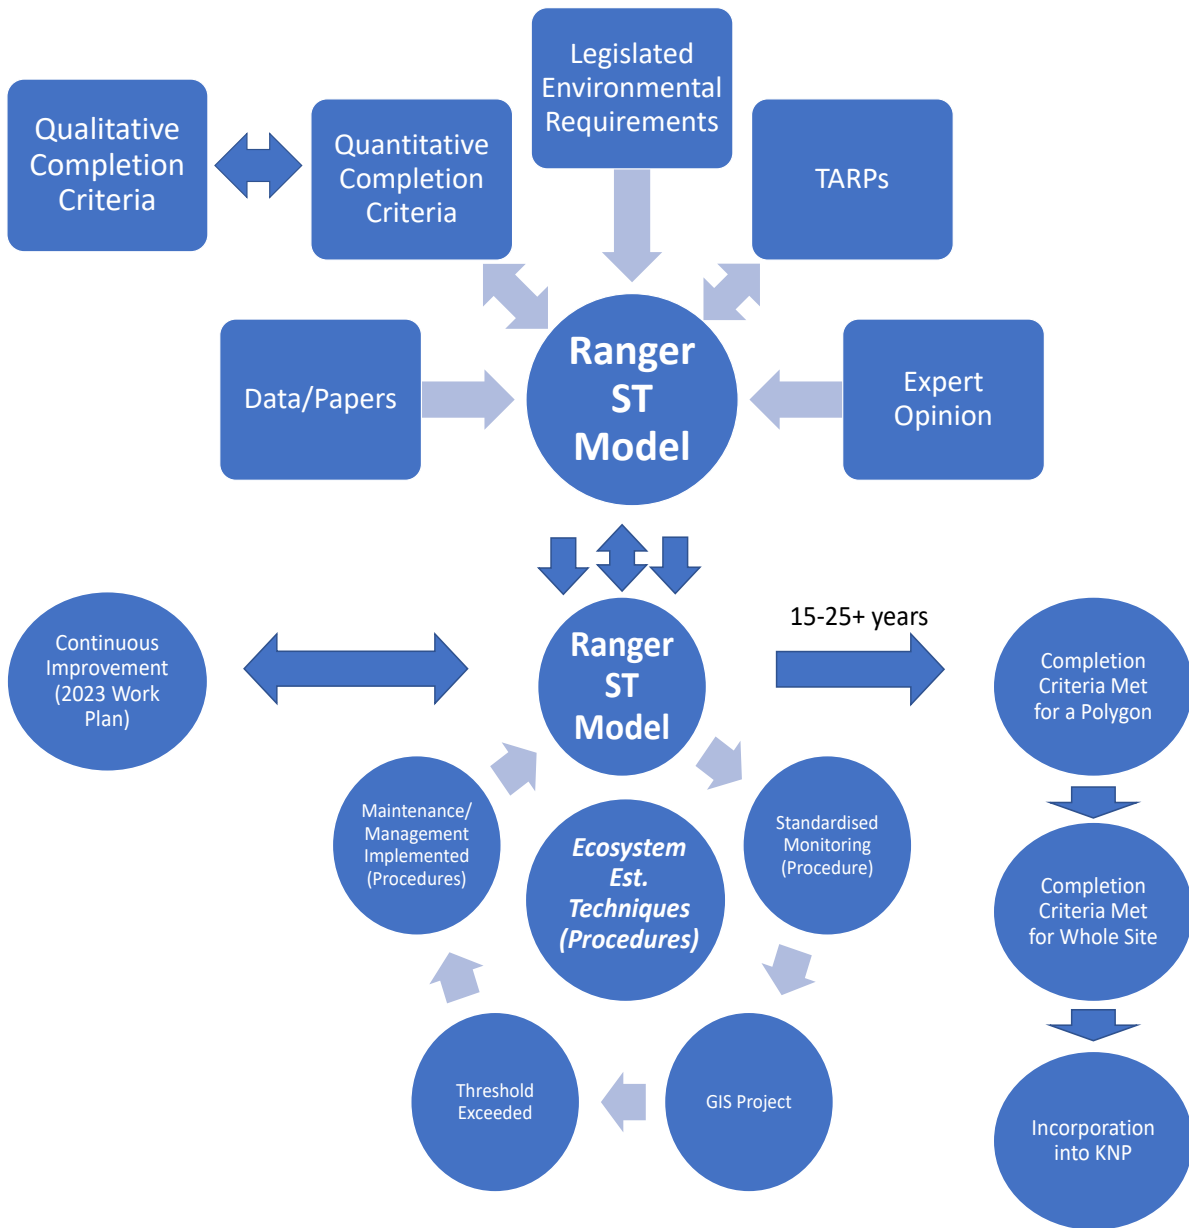 Legislated
Environmental
Requirements
Qualitative
Completion
Criteria
Quantitative
Completion
Criteria
TARPs
Data/Papers
Ranger
ST
Model
Expert
Opinion
15-25+ years
Continuous
Improvement
(2023 Work
Plan)
Ranger
ST
Model
Completion
Criteria Met
for a Polygon
Maintenance/
Management
Implemented
(Procedures)
Ecosystem
Est.
Techniques
(Procedures)
Standardised
Monitoring
(Procedure)
Completion
Criteria Met
for Whole Site
Threshold
Exceeded
GIS Project
Incorporation
into KNP